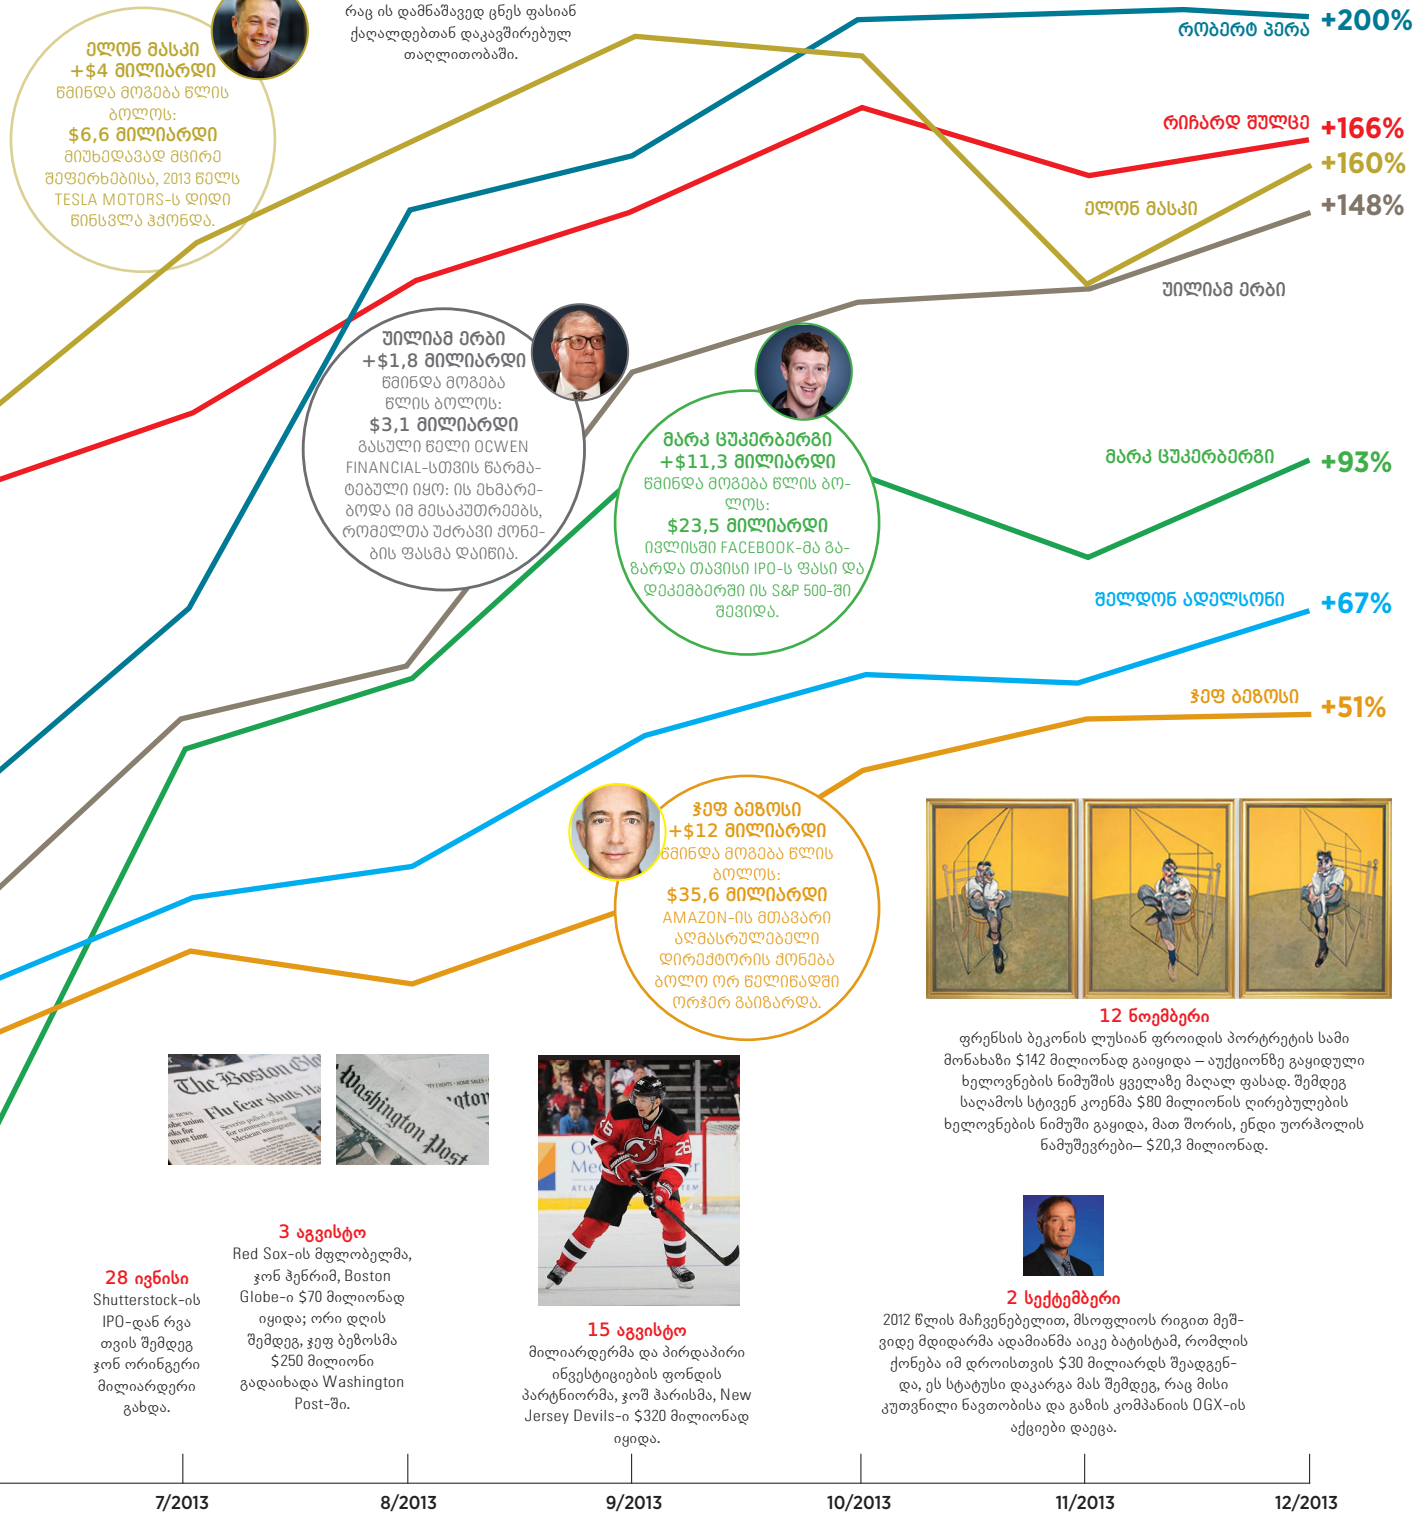 რაც ის დამნაშავედ ცნეს ფასიან
ქაღალდებთან დაკავშირებულ
თაღლითობაში.
ელონ მასკი
+$4 მილიარდი
წმინდა მოგება წლის
ბოლოს:
$6,6 მილიარდი
მიუხედავად მცირე
შეფერხებისა, 2013 წელს
TESLA MOTORS-ს დიდი
წინსვლა ჰქონდა.
რობერტ პერა +200%
რიჩარდ შულცე +166%
+160%
ელონ მასკი
+148%
უილიამ ერბი
უილიამ ერბი
+$1,8 მილიარდი
წმინდა მოგება
წლის ბოლოს:
$3,1 მილიარდი
გასული წელი OCWEN
FINANCIAL-სთვის წარმა-
ტებული იყო: ის ეხმარე-
ბოდა იმ მესაკუთრეებს,
რომელთა უძრავი ქონე-
ბის ფასმა დაიწია.
მარკ ცუკერბერგი
+$11,3 მილიარდი
წმინდა მოგება წლის ბო-
ლოს:
$23,5 მილიარდი
ივლისში FACEBOOK-მა გა-
ზარდა თავისი IPO-ს ფასი და
დეკემბერში ის S&P 500-ში
შევიდა.
მარკ ცუკერბერგი +93%
შელდონ ადელსონი +67%
ჯეფ ბეზოსი +51%
ჯეფ ბეზოსი
+$12 მილიარდი
წმინდა მოგება წლის
ბოლოს:
$35,6 მილიარდი
AMAZON-ის მთავარი
აღმასრულებელი
დირექტორის ქონება
ბოლო ორ წელიწადში
ორჯერ გაიზარდა.
12 ნოემბერი
ფრენსის ბეკონის ლუსიან ფროიდის პორტრეტის სამი
მონახაზი $142 მილიონად გაიყიდა – აუქციონზე გაყიდული
ხელოვნების ნიმუშის ყველაზე მაღალ ფასად. შემდეგ
საღამოს სტივენ კოენმა $80 მილიონის ღირებულების
ხელოვნების ნიმუში გაყიდა, მათ შორის, ენდი უორჰოლის
ნამუშევრები– $20,3 მილიონად.
The Boston Glo
Flu fear shuts Ha
Washington Post
28 ივნისი
Shutterstock-ის
IPO-დან რვა
თვის შემდეგ
ჯონ ორინგერი
მილიარდერი
გახდა.
3 აგვისტო
Red Sox-ის მფლობელმა,
ჯონ ჰენრიმ, Boston
Globe-ი $70 მილიონად
იყიდა; ორი დღის
შემდეგ, ჯეფ ბეზოსმა
$250 მილიონი
გადაიხადა Washington
Post-ში.
15 აგვისტო
მილიარდერმა და პირდაპირი
ინვესტიციების ფონდის
პარტნიორმა, ჯოშ ჰარისმა, New
Jersey Devils-ი $320 მილიონად
იყიდა.
2 სექტემბერი
2012 წლის მაჩვენებელით, მსოფლიოს რიგით მეშ-
ვიდე მდიდარმა ადამიანმა აიკე ბატისტამ, რომლის
ქონება იმ დროისთვის $30 მილიარდს შეადგენ-
და, ეს სტატუსი დაკარგა მას შემდეგ, რაც მისი
კუთვნილი ნავთობისა და გაზის კომპანიის OGX-ის
აქციები დაეცა.
7/2013 8/2013 9/2013 10/2013 11/2013 12/2013